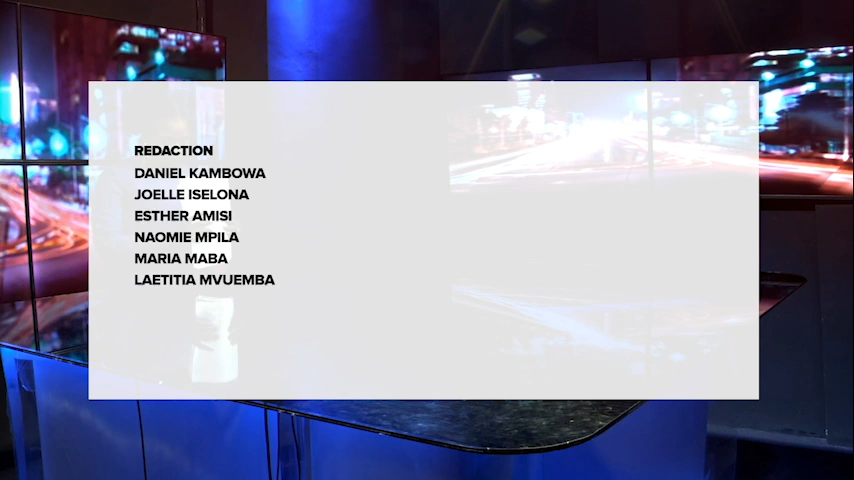 REDACTION
DANIEL KAMBOWA
JOELLE ISELONA
ESTHER AMISI
NAOMIE MPILA
MARIA MABA
LAETITIA MVUEMBA